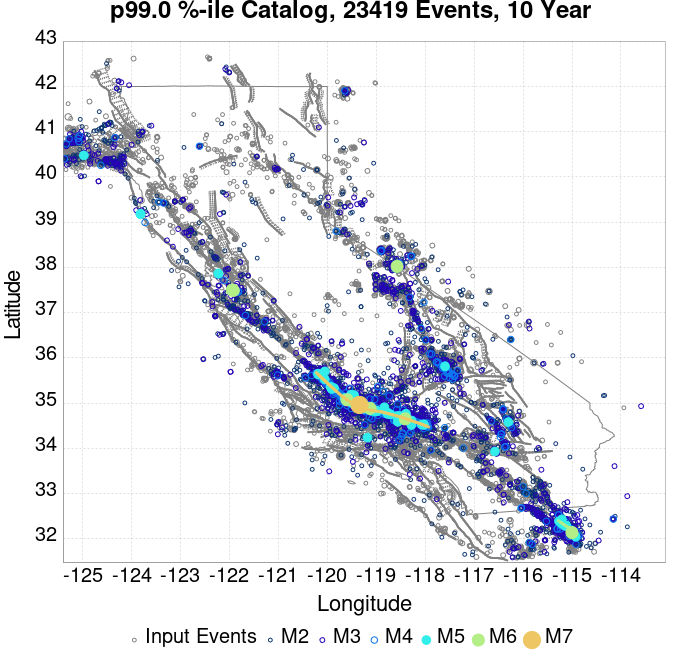 p99.0 %-ile Catalog, 23419 Events, 10 Year
43
42
41
40
39
38
37
36
35
34
33
32
Latitude
-125 -124 -123 -122 -121 -120 -119 -118 -117 -116 -115 -114
Longitude
Input Events M2 M3 M4 M5 M6 M7